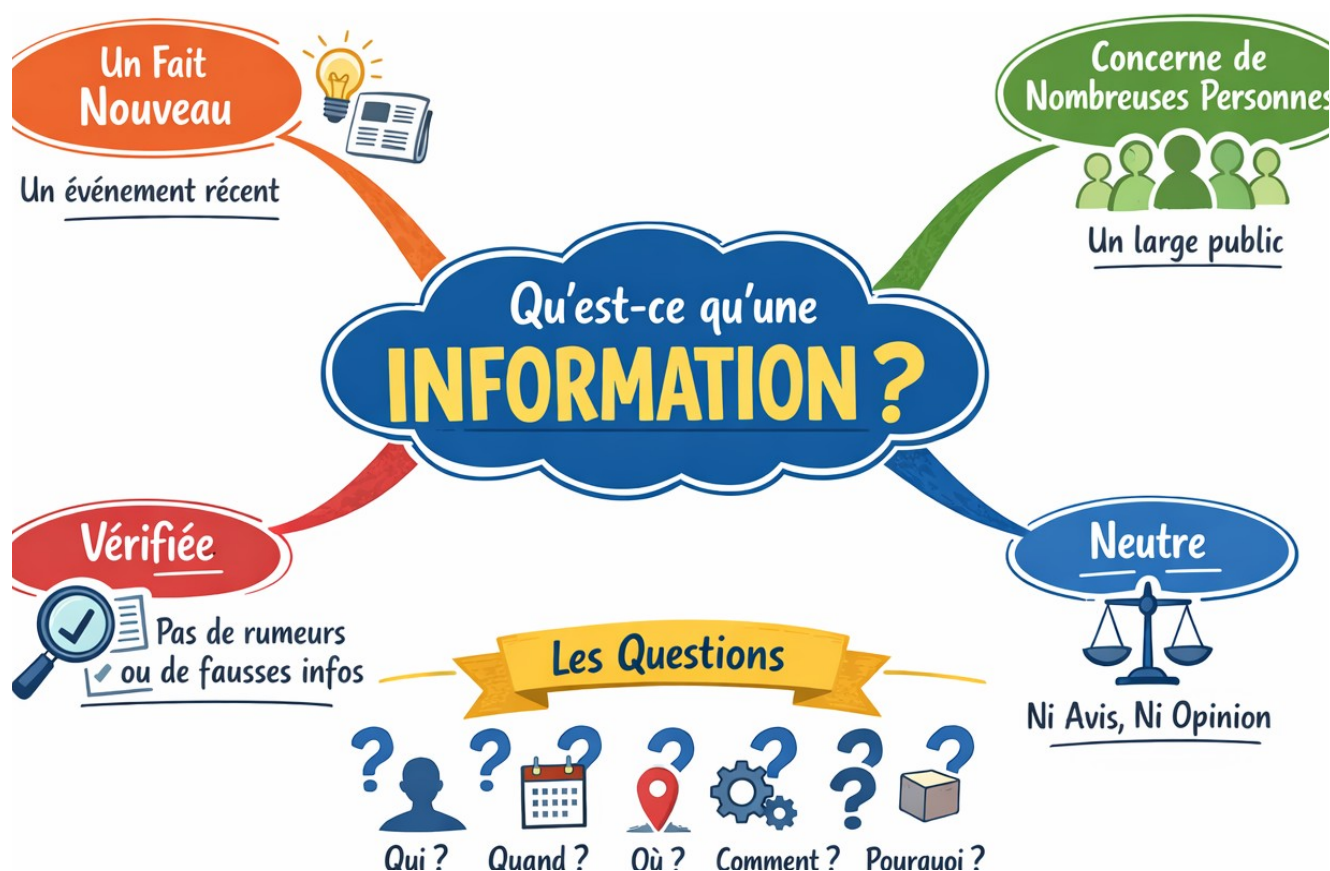 Un Fait
Nouveau
Un événement récent
Concerne de
Nombreuses Personnes
Un large public
Qu'est-ce qu'une
INFORMATION ?
Vérifiée
Pas de rumeurs
ou de fausses infos
Neutre
Ni Avis, Ni Opinion
Les Questions
? ? ? ? ? ? ? ?
Qui ? Quand ? Où ? Comment ? Pourquoi ?